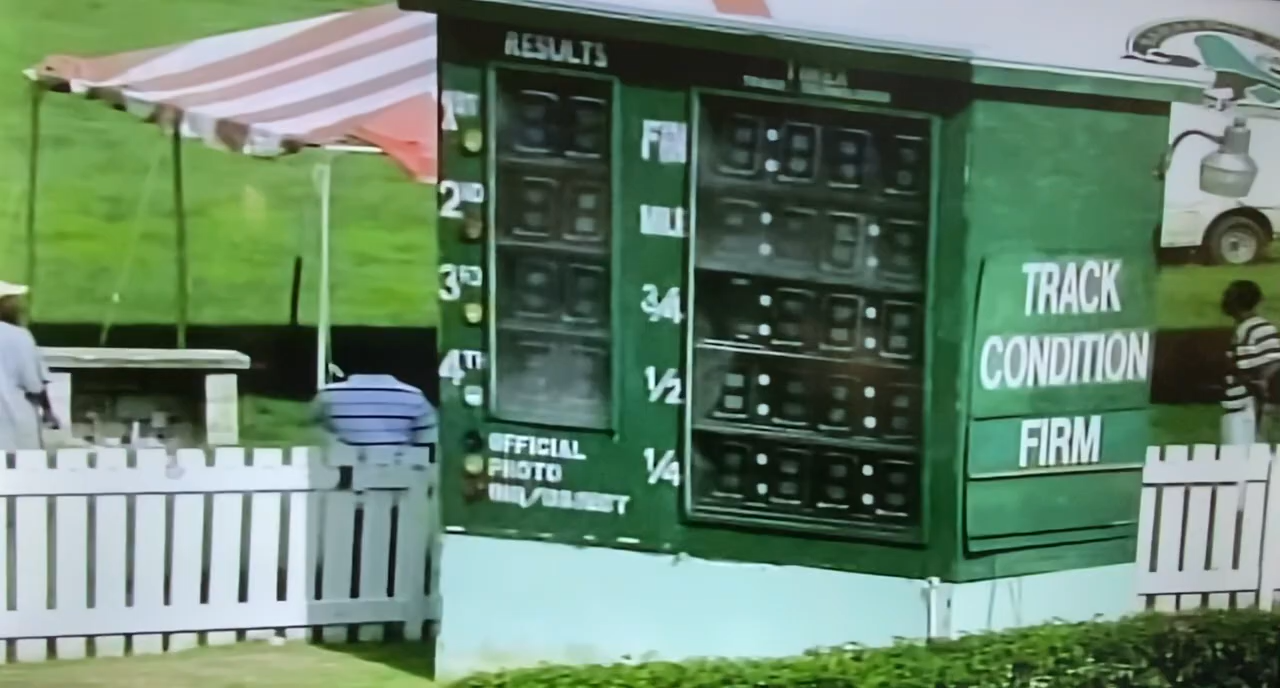 RESULTS
1ST
2ND
3RD
4TH
OFFICIAL
PHOTO
FIN
MILE
3/4
1/2
1/4
TRACK
CONDITION
FIRM